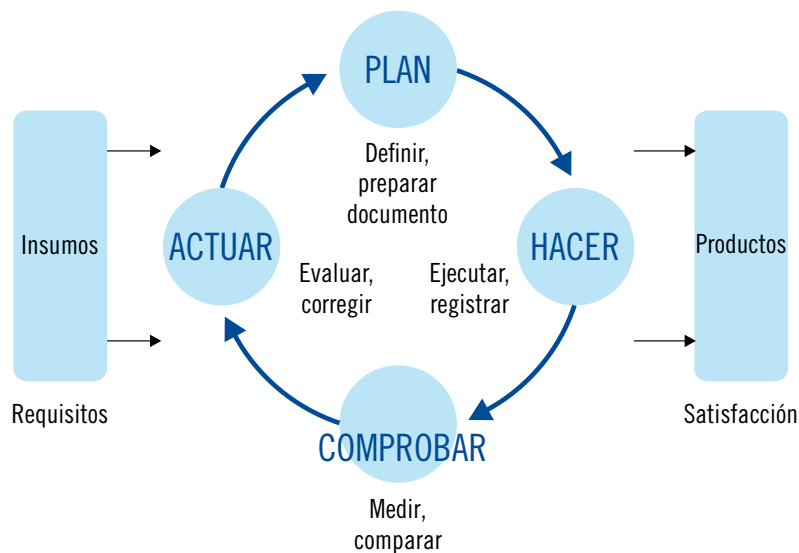 PLAN
Definir,
preparar
documento
Insumos
ACTUAR
HACER
Productos
Evaluar,
corregir
Ejecutar,
registrar
Requisitos
Satisfacción
COMPROBAR
Medir,
comparar